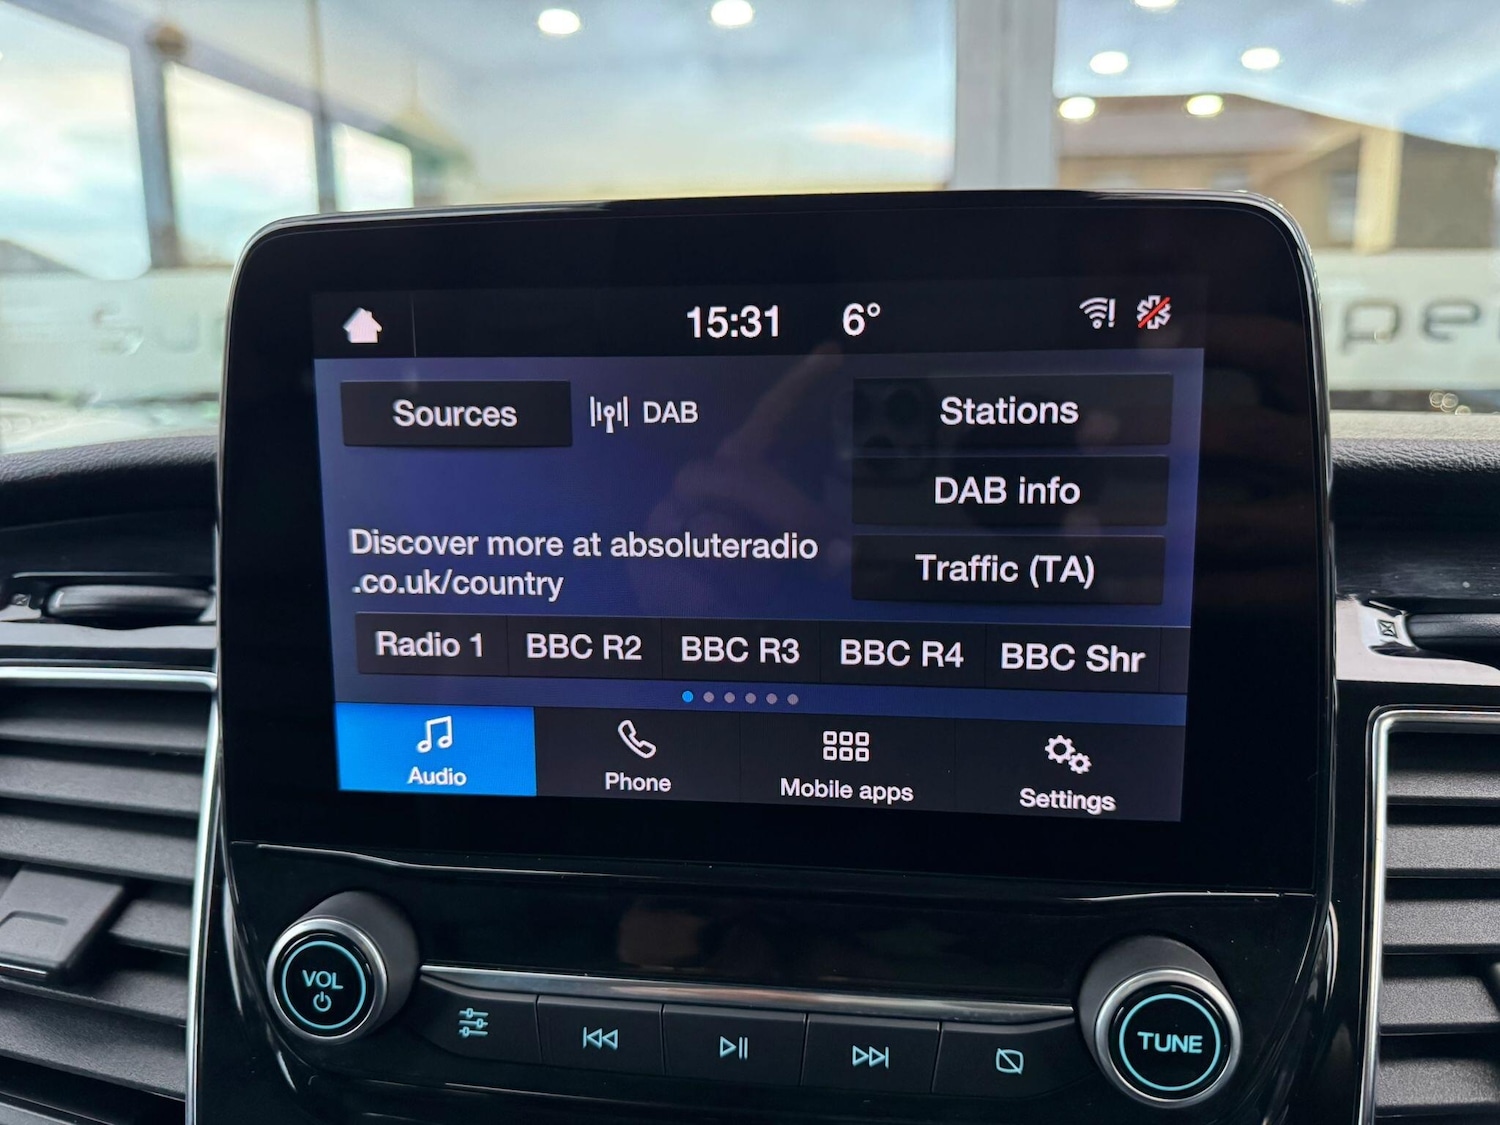 15:31 6°
Sources DAB Stations
DAB info
Discover more at absoluteradio
.co.uk/country
Traffic (TA)
Radio 1 BBC R2 BBC R3 BBC R4 BBC Shr
Audio Phone Mobile apps Settings
VOL
TUNE